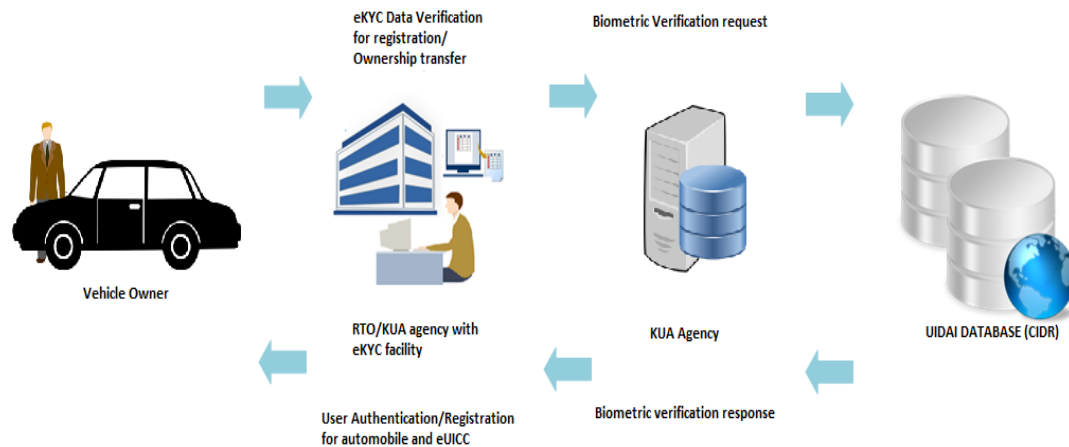 eKYC Data Verification
for registration/
Ownership transfer
Biometric Verification request
Vehicle Owner
RTO/KUA agency with
eKYC facility
KUA Agency
UIDAI DATABASE (CIDR)
User Authentication/Registration
for automobile and eUICC
Biometric verification response